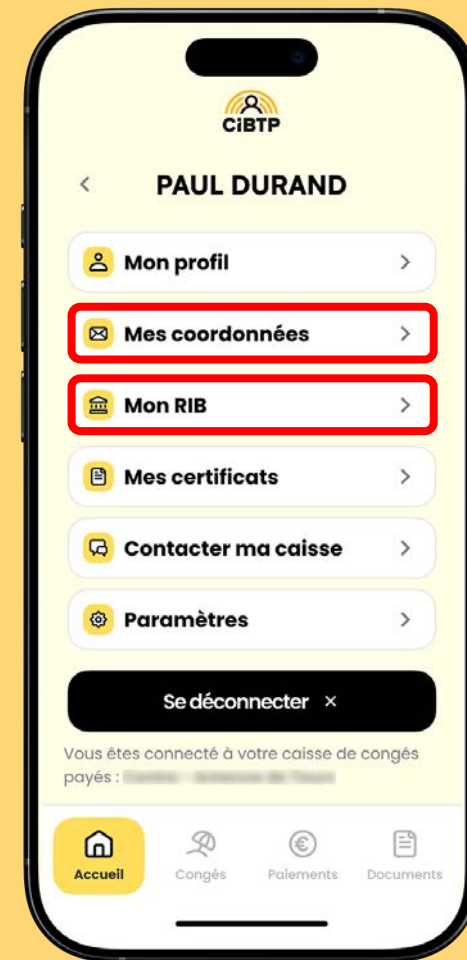 CiBTP
PAUL DURAND
Mon profil
Mes coordonnées
Mon RIB
Mes certificats
Contacter ma caisse
Paramètres
Se déconnecter ×
Vous êtes connecté à votre caisse de congés
payés :
Accueil Congés Paiements Documents